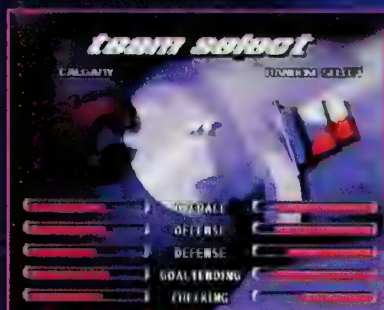 team select
CALGARY RANDOM SELECT
OVERALL
OFFENSE
DEFENSE
GOALTENDING
CHECKING